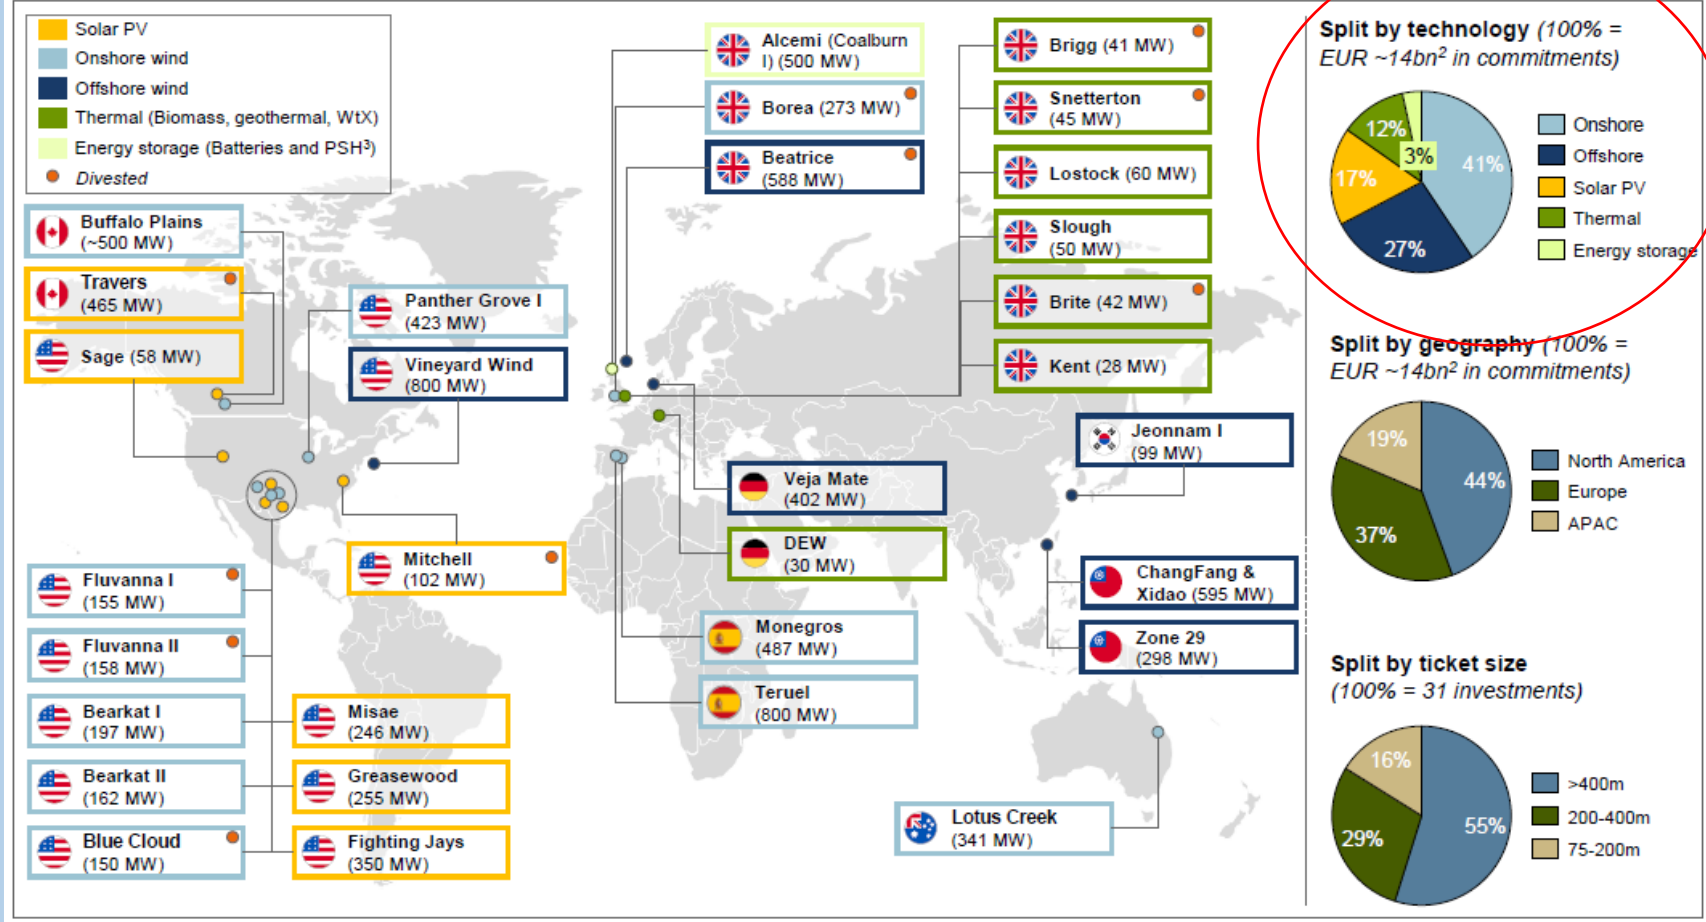 Solar PV
Onshore wind
Offshore wind
Thermal (Biomass, geothermal, WtX)
Energy storage (Batteries and PSH³)
Divested
Buffalo Plains
(~500 MW)
Travers
(465 MW)
Sage (58 MW)
Panther Grove I
(423 MW)
Vineyard Wind
(800 MW)
Mitchell
(102 MW)
Fluvanna I
(155 MW)
Fluvanna II
(158 MW)
Bearkat I
(197 MW)
Bearkat II
(162 MW)
Blue Cloud
(150 MW)
Misae
(246 MW)
Greasewood
(255 MW)
Fighting Jays
(350 MW)
Alcemi (Coalburn
I) (500 MW)
Borea (273 MW)
Beatrice
(588 MW)
Brigg (41 MW)
Snetterton
(45 MW)
Lostock (60 MW)
Slough
(50 MW)
Brite (42 MW)
Kent (28 MW)
Veja Mate
(402 MW)
DEW
(30 MW)
Monegros
(487 MW)
Teruel
(800 MW)
Jeonnam I
(99 MW)
ChangFang &
Xidao (595 MW)
Zone 29
(298 MW)
Lotus Creek
(341 MW)
Split by technology (100% =
EUR ~14bn² in commitments)
12%
3%
41%
17%
27%
Onshore
Offshore
Solar PV
Thermal
Energy storage
Split by geography (100% =
EUR ~14bn² in commitments)
19%
44%
37%
North America
Europe
APAC
Split by ticket size
(100% = 31 investments)
16%
29%
55%
>400m
200-400m
75-200m